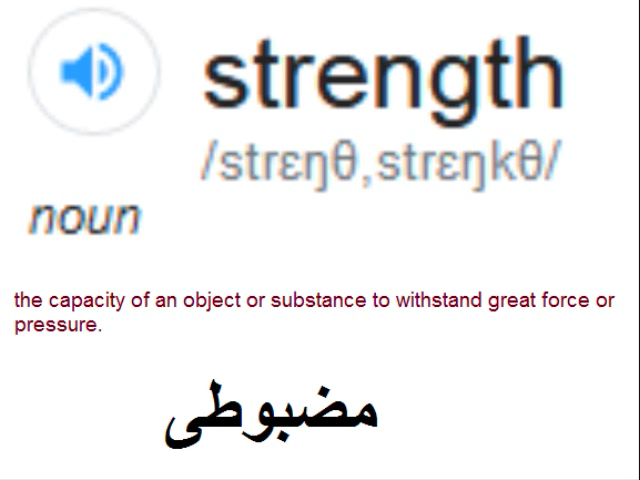 strength
/strɛŋθ,strɛŋkθ/
noun
the capacity of an object or substance to withstand great force or
pressure.
مضبوطی